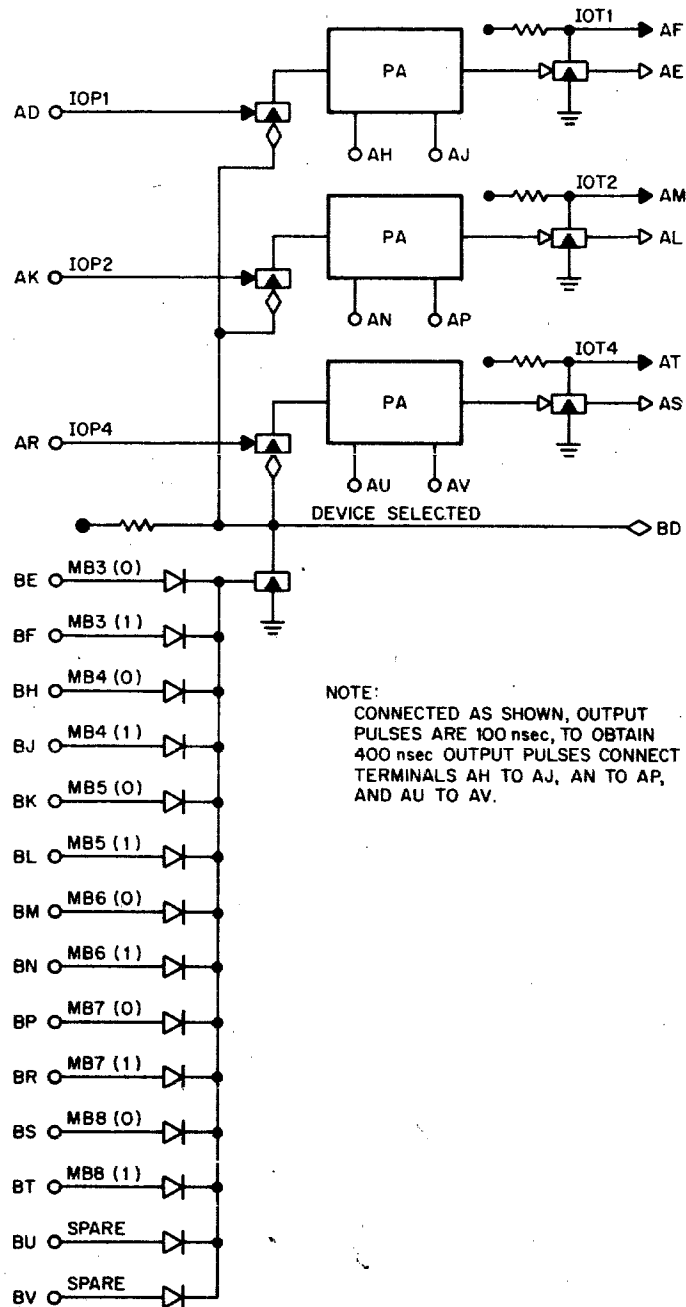 IOT1
AF
PA
AE
AD IOP1
AH AJ
IOT2
AM
PA
AL
AK IOP2
AN AP
IOT4
AT
PA
AS
AR IOP4
AU AV
DEVICE SELECTED
BD
BE MB3 (0)
BF MB3 (1)
BH MB4 (0)
BJ MB4 (1)
BK MB5 (0)
BL MB5 (1)
BM MB6 (0)
BN MB6 (1)
BP MB7 (0)
BR MB7 (1)
BS MB8 (0)
BT MB8 (1)
BU SPARE
BV SPARE
NOTE:
CONNECTED AS SHOWN, OUTPUT
PULSES ARE 100 nsec, TO OBTAIN
400 nsec OUTPUT PULSES CONNECT
TERMINALS AH TO AJ, AN TO AP,
AND AU TO AV.